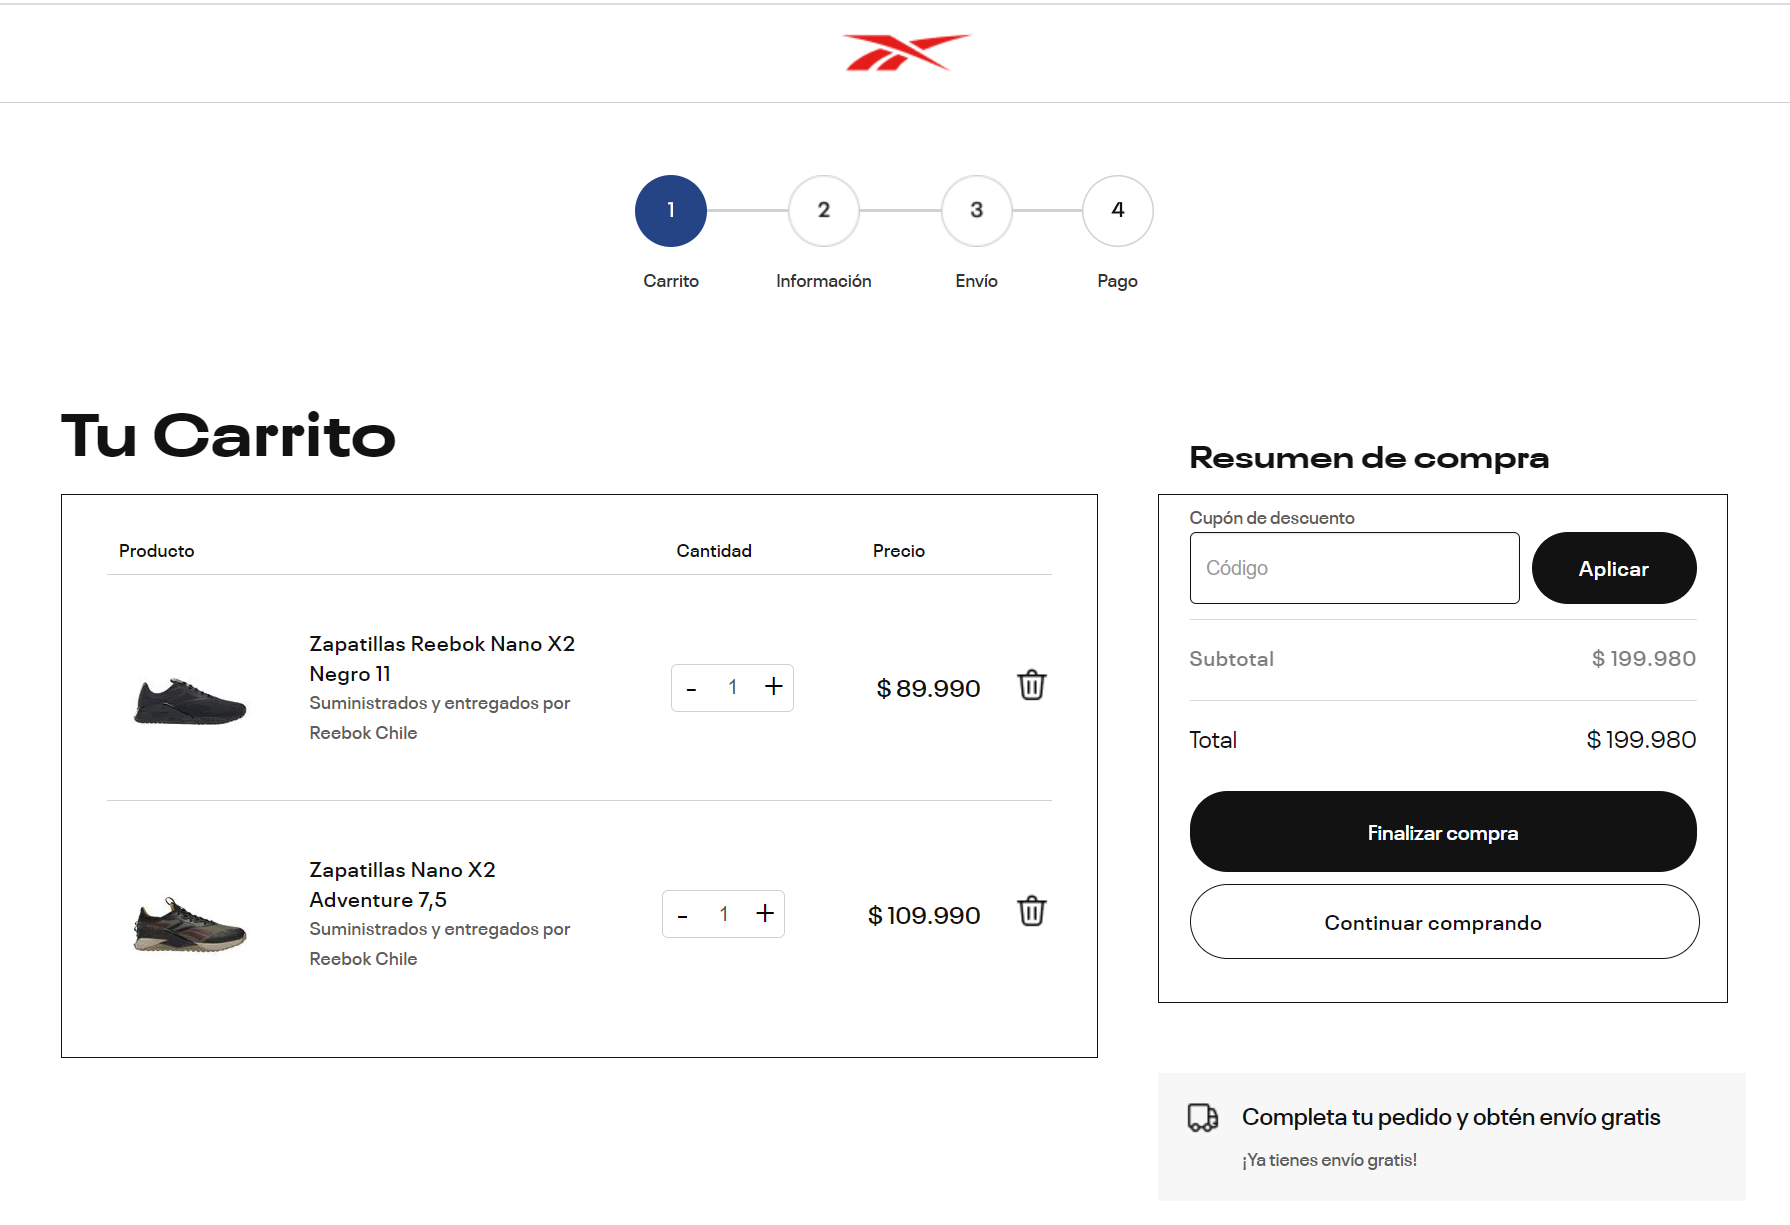 1
2
3
4
Carrito
Información
Envío
Pago
Tu Carrito
Producto
Cantidad
Precio
Zapatillas Reebok Nano X2
Negro 11
Suministrados y entregados por
Reebok Chile
- 1 +
$ 89.990
Zapatillas Nano X2
Adventure 7,5
Suministrados y entregados por
Reebok Chile
- 1 +
$ 109.990
Resumen de compra
Cupón de descuento
Código
Aplicar
Subtotal
$ 199.980
Total
$ 199.980
Finalizar compra
Continuar comprando
Completa tu pedido y obtén envío gratis
¡Ya tienes envío gratis!